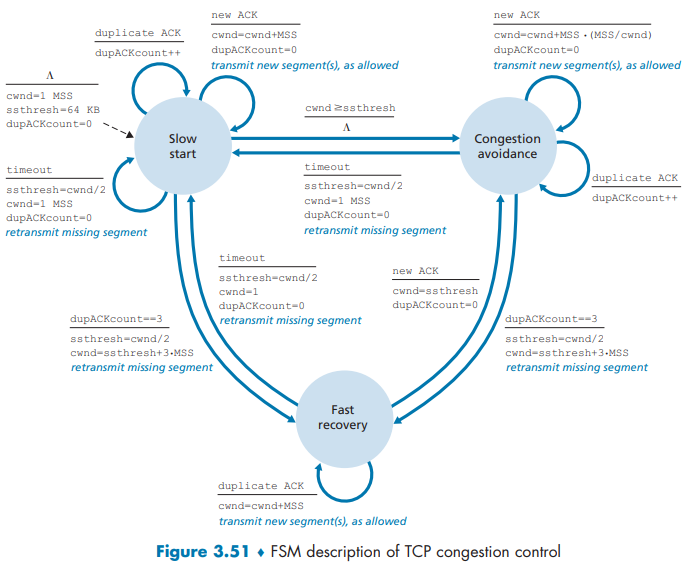 duplicate ACK
dupACKcount++
new ACK
cwnd=cwnd+MSS
dupACKcount=0
transmit new segment(s), as allowed
new ACK
cwnd=cwnd+MSS•(MSS/cwnd)
dupACKcount=0
transmit new segment(s), as allowed
Λ
cwnd=1 MSS
ssthresh=64 KB
dupACKcount=0
Slow
start
cwnd≥ssthresh
Λ
Congestion
avoidance
timeout
ssthresh=cwnd/2
cwnd=1 MSS
dupACKcount=0
retransmit missing segment
timeout
ssthresh=cwnd/2
cwnd=1 MSS
dupACKcount=0
retransmit missing segment
duplicate ACK
dupACKcount++
timeout
ssthresh=cwnd/2
cwnd=1
dupACKcount=0
retransmit missing segment
new ACK
cwnd=ssthresh
dupACKcount=0
dupACKcount==3
ssthresh=cwnd/2
cwnd=ssthresh+3•MSS
retransmit missing segment
dupACKcount==3
ssthresh=cwnd/2
cwnd=ssthresh+3•MSS
retransmit missing segment
Fast
recovery
duplicate ACK
cwnd=cwnd+MSS
transmit new segment(s), as allowed
Figure 3.51 ♦ FSM description of TCP congestion control